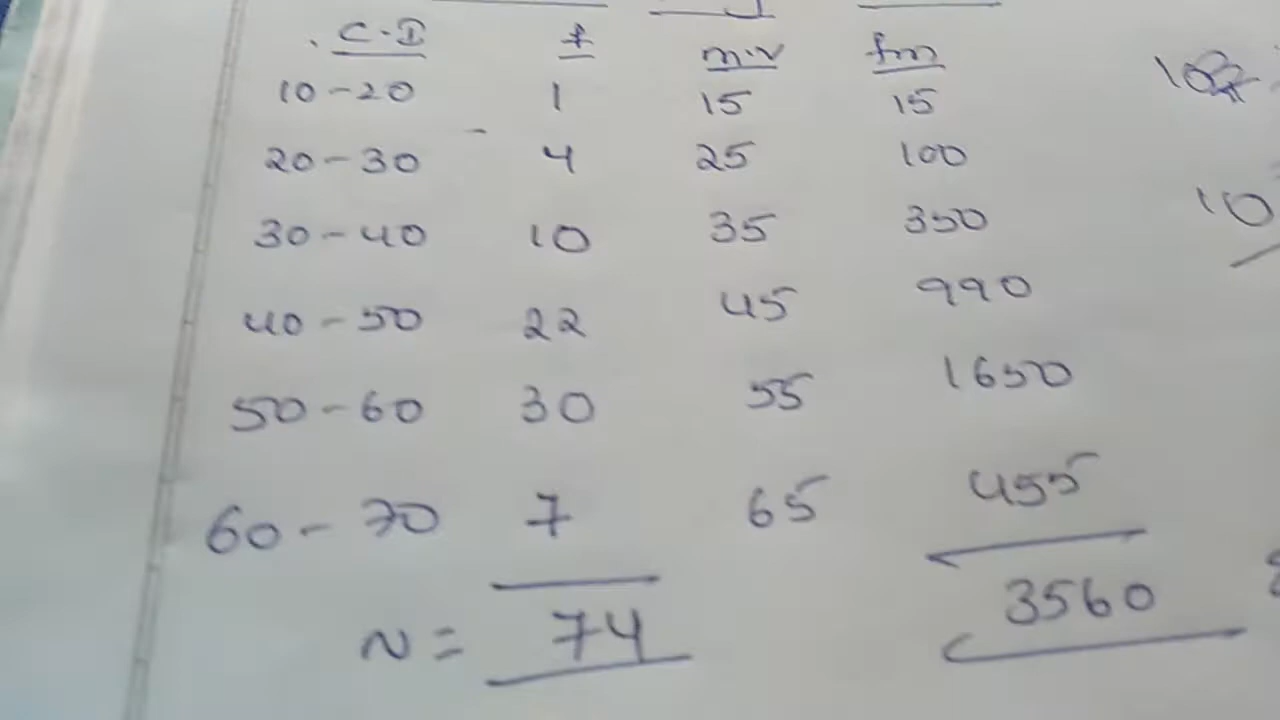 C-I f m.v fm
10-20 1 15 15
20-30 4 25 100
30-40 10 35 350
40-50 22 45 990
50-60 30 55 1650
60-70 7 65 455
N = 74 3560
10